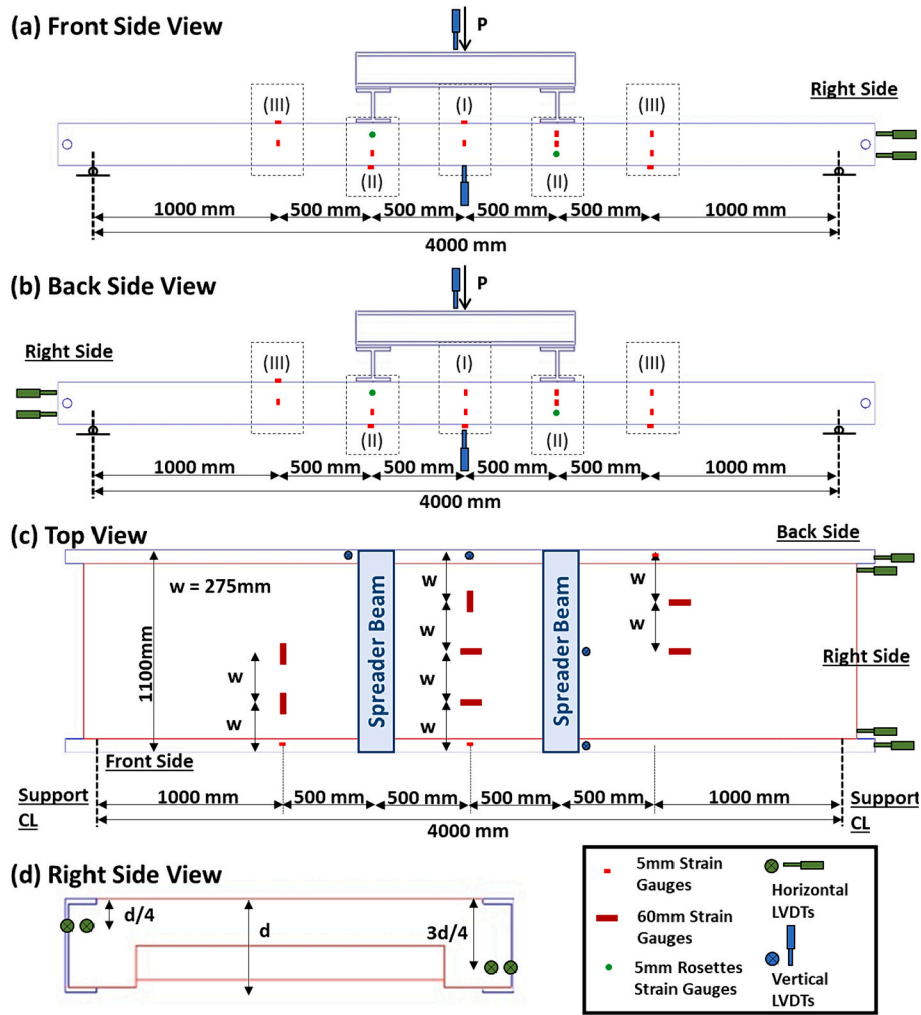 (a) Front Side View
P
Right Side
(III)
(I)
(III)
(II)
(II)
1000 mm
500 mm
500 mm
500 mm
500 mm
1000 mm
4000 mm
(b) Back Side View
P
Right Side
(III)
(I)
(III)
(II)
(II)
1000 mm
500 mm
500 mm
500 mm
500 mm
1000 mm
4000 mm
(c) Top View
Back Side
w = 275mm
1100mm
Spreader Beam
Spreader Beam
w
w
w
w
w
w
w
w
Right Side
Front Side
Support
CL
1000 mm
500 mm
500 mm
500 mm
500 mm
1000 mm
4000 mm
Support
CL
(d) Right Side View
d/4
d
3d/4
5mm Strain
Gauges
60mm Strain
Gauges
5mm Rosettes
Strain Gauges
Horizontal
LVDTs
Vertical
LVDTs